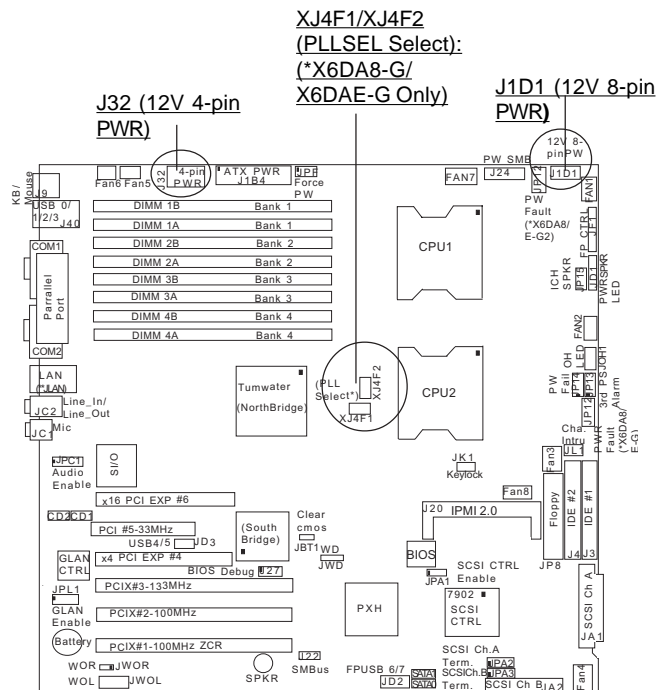 XJ4F1/XJ4F2
(PLLSEL Select):
(*X6DA8-G/
X6DAE-G Only)
J32 (12V 4-pin
PWR)
J1D1 (12V 8-pin
PWR)
KB/
Mouse
J9
USB 0/
1/2/3
J40
Fan6
Fan5
J32
4-pin
PWR
ATX PWR
J1B4
JPF
Force
PW
FAN7
PW SMB
J24
12V 8-
pinPW
J1D1
JP12
PW
Fault
(*X6DA8/
E-G2)
FAN1
JF1
FP CTRL
DIMM 1B Bank 1
DIMM 1A Bank 1
DIMM 2B Bank 2
DIMM 2A Bank 2
DIMM 3B Bank 3
DIMM 3A Bank 3
DIMM 4B Bank 4
DIMM 4A Bank 4
COM1
Parrallel
Port
COM2
CPU1
ICH
SPKR
JP15
JD1
PWRSPKR
LED
FAN2
LAN
(*JLAN)
Tumwater
(NorthBridge)
(PLL
Select*)
XJ4F2
XJ4F1
CPU2
OH
LED
JOH1
PW
Fail
JP14
JP13
3rd PS
Alarm
JP12
PWR
Fault
(*X6DA8/
E-G)
JC2
Line_In/
Line_Out
JC1
Mic
Cha.
Intru
JL1
JPC1
Audio
Enable
SI/O
JK1
Keylock
Fan3
x16 PCI EXP #6
Fan8
J20
IPMI 2.0
Floppy
IDE #2
IDE #1
CD2
CD1
PCI #5-33MHz
USB4/5
JD3
(South
Bridge)
Clear
cmos
JBT1
WD
JWD
GLAN
CTRL
x4 PCI EXP #4
BIOS Debug
J27
BIOS
J4
J3
JP8
JPL1
GLAN
Enable
PCIX#3-133MHz
JPA1
SCSI CTRL
Enable
7902
SCSI
CTRL
SCSI Ch A
JA1
PCIX#2-100MHz
PXH
Battery
PCIX#1-100MHz ZCR
WOR
JWOR
WOL
JWOL
SPKR
J22
SMBus
FPUSB 6/7
JD2
SATA1
SATA0
SCSI Ch.A
Term.
JPA2
SCSICh.B
Term.
JPA3
SCSI Ch B
JA2
Fan4